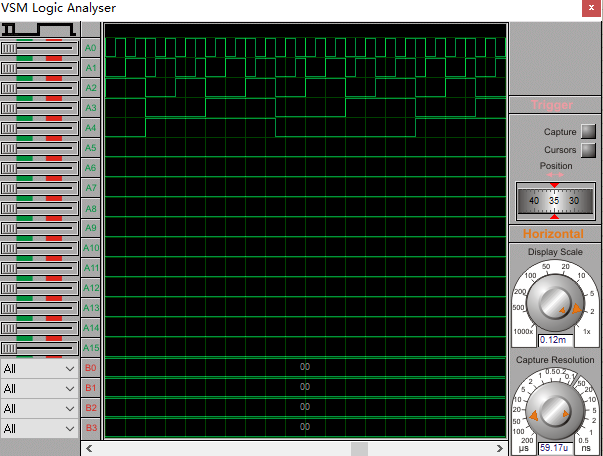 VSM Logic Analyser
x
A0
A1
A2
A3
A4
A5
A6
A7
A8
A9
A10
A11
A12
A13
A14
A15
All B0 00
All B1 00
All B2 00
All B3 00
Trigger
Capture
Cursors
Position
40 35 30
Horizontal
Display Scale
100 50 20 10
200 5
500 2
1000x 1x
0.12m
Capture Resolution
1 0.5 0.2 0.1
2 50
5 20
10 10
20 5
50 2
100 1
200 0.5
µs ns
59.17u